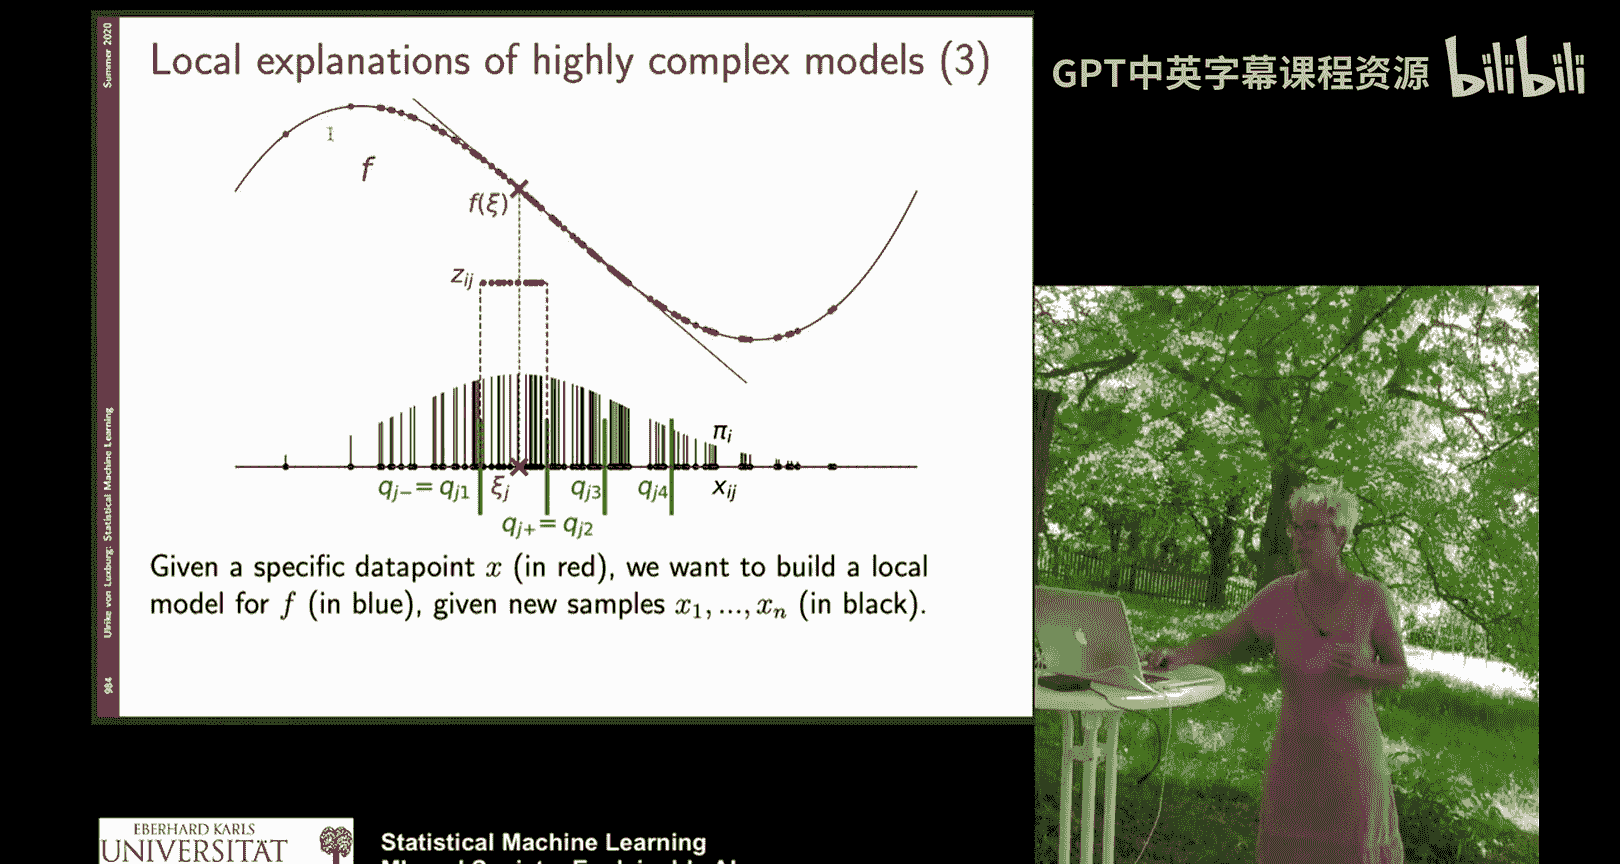 Local explanations of highly complex models (3)
GPT中英字幕课程资源 bilibili
Summer 2020
Ulrike von Luxburg: Statistical Machine Learning
984
f
f(ξ)
z_ij
π_i
q_j− = q_j1 ξ_j q_j3 q_j4 x_ij
q_j+ = q_j2
Given a specific datapoint x (in red), we want to build a local
model for f (in blue), given new samples x_1, ..., x_n (in black).
EBERHARD KARLS
UNIVERSITÄT
Statistical Machine Learning